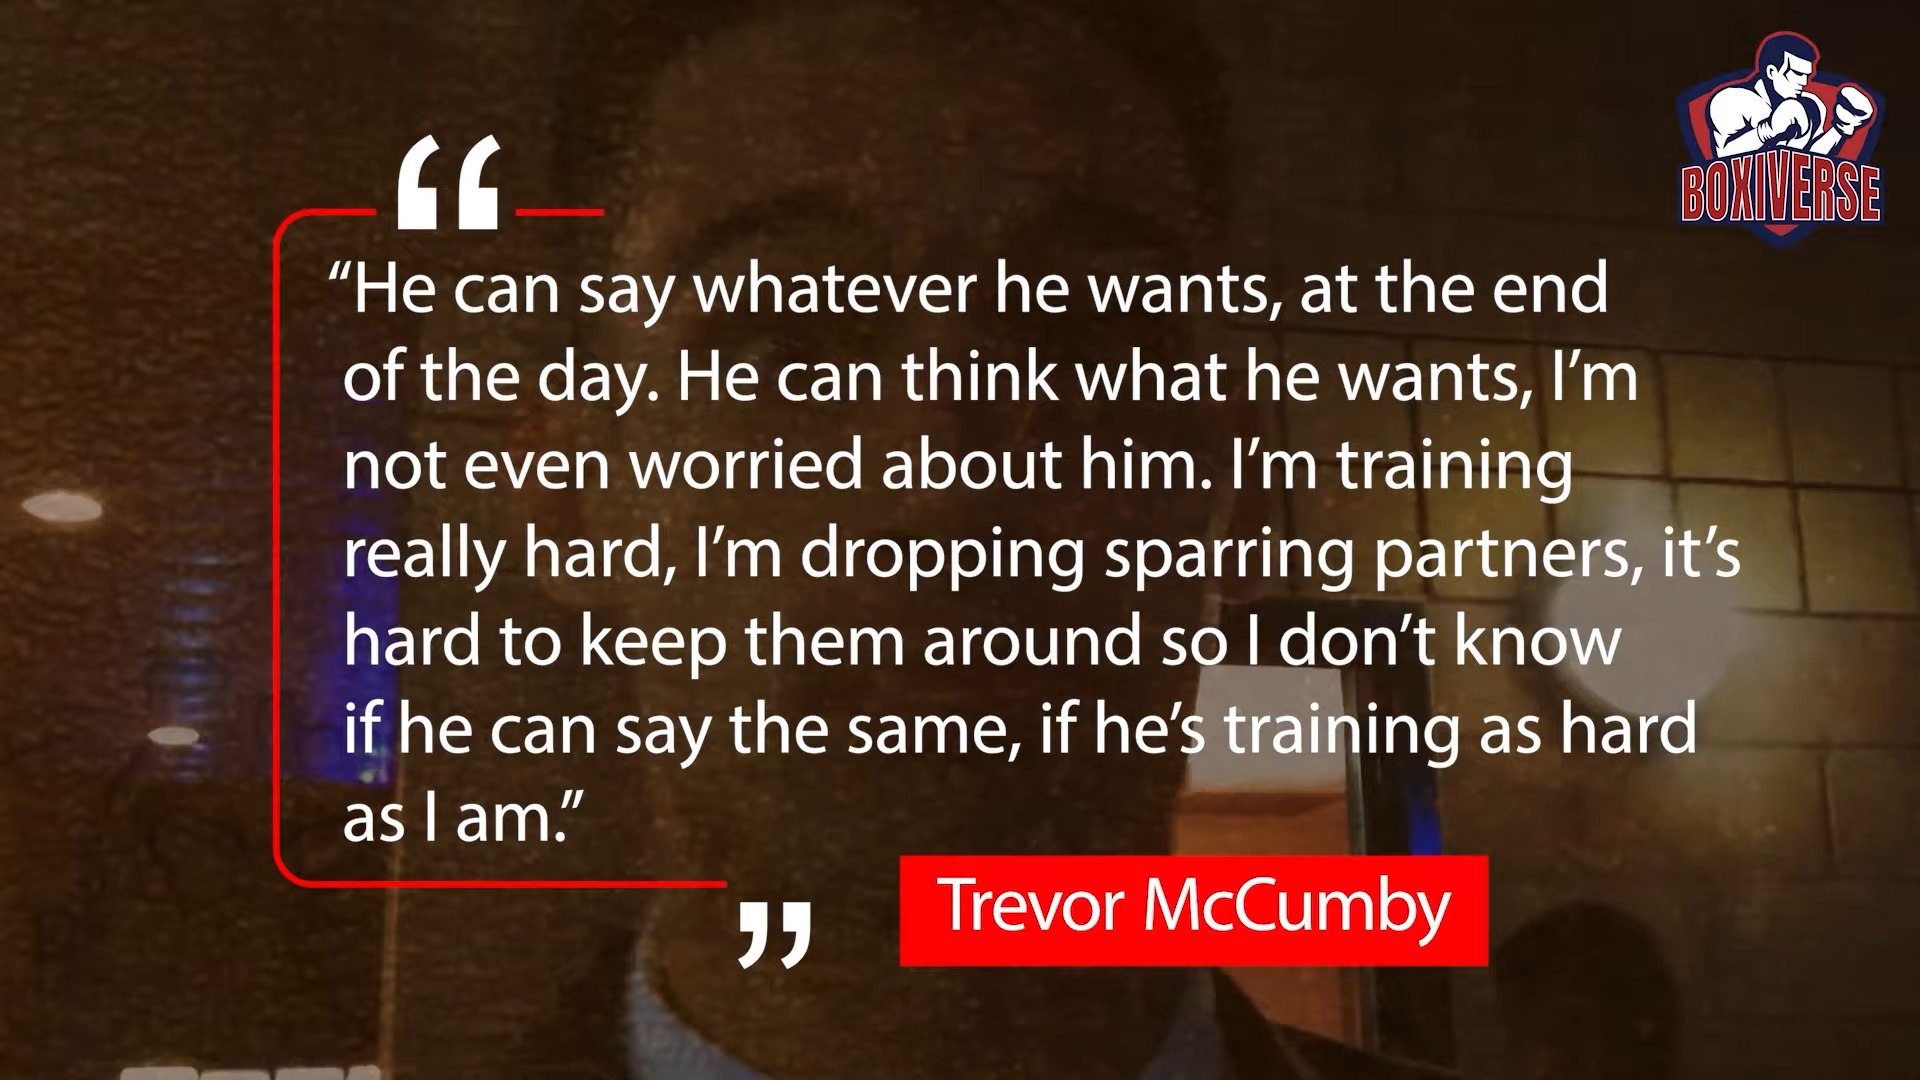 BOXIVERSE
“He can say whatever he wants, at the end
of the day. He can think what he wants, I’m
not even worried about him. I’m training
really hard, I’m dropping sparring partners, it’s
hard to keep them around so I don’t know
if he can say the same, if he’s training as hard
as I am.”
Trevor McCumby